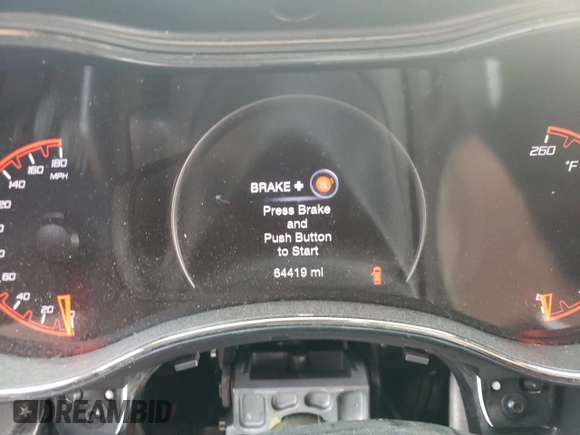 180
160
140
MPH
20
60
40
20
260
°F
BRAKE +
Press Brake
and
Push Button
to Start
64419 mi
DREAMBID